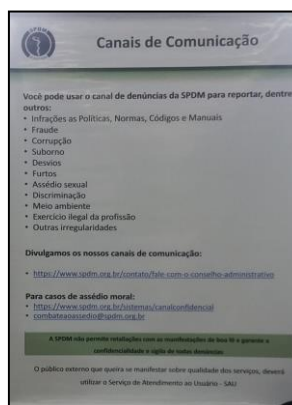 SPDM
Canais de Comunicação
Você pode usar o canal de denúncias da SPDM para reportar, dentre
outros:
• Infrações as Políticas, Normas, Códigos e Manuais
• Fraude
• Corrupção
• Suborno
• Desvios
• Furtos
• Assédio sexual
• Discriminação
• Meio ambiente
• Exercício ilegal da profissão
• Outras irregularidades
Divulgamos os nossos canais de comunicação:
• https://www.spdm.org.br/contato/fale-com-o-conselho-administrativo
Para casos de assédio moral:
• https://www.spdm.org.br/sistemas/canalconfidencial
• combateaoassedio@spdm.org.br
A SPDM não permite retaliações com as manifestações de boa fé e garante a
confidencialidade e sigilo de todas denúncias
O público externo que queira se manifestar sobre qualidade dos serviços, deverá
utilizar o Serviço de Atendimento ao Usuário - SAU